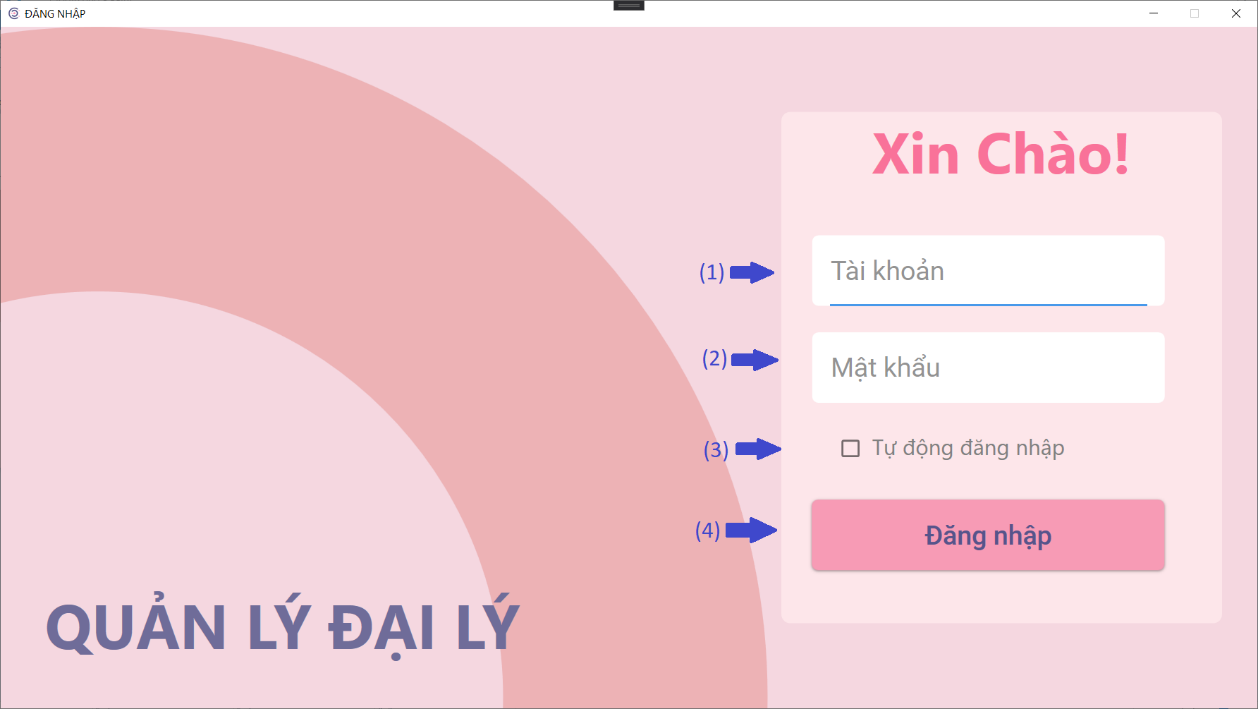 ĐĂNG NHẬP
Xin Chào!
(1)
Tài khoản
(2)
Mật khẩu
(3)
Tự động đăng nhập
(4)
Đăng nhập
QUẢN LÝ ĐẠI LÝ